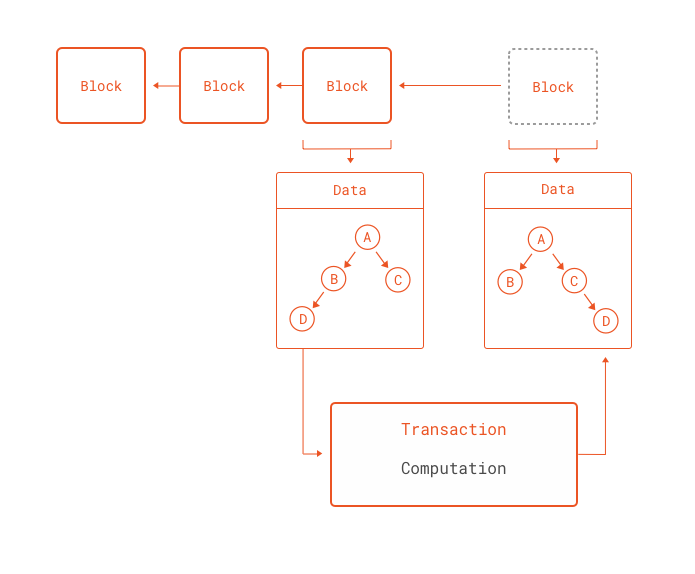 Block
Block
Block
Block
Data
Data
A
B
C
D
A
B
C
D
Transaction
Computation